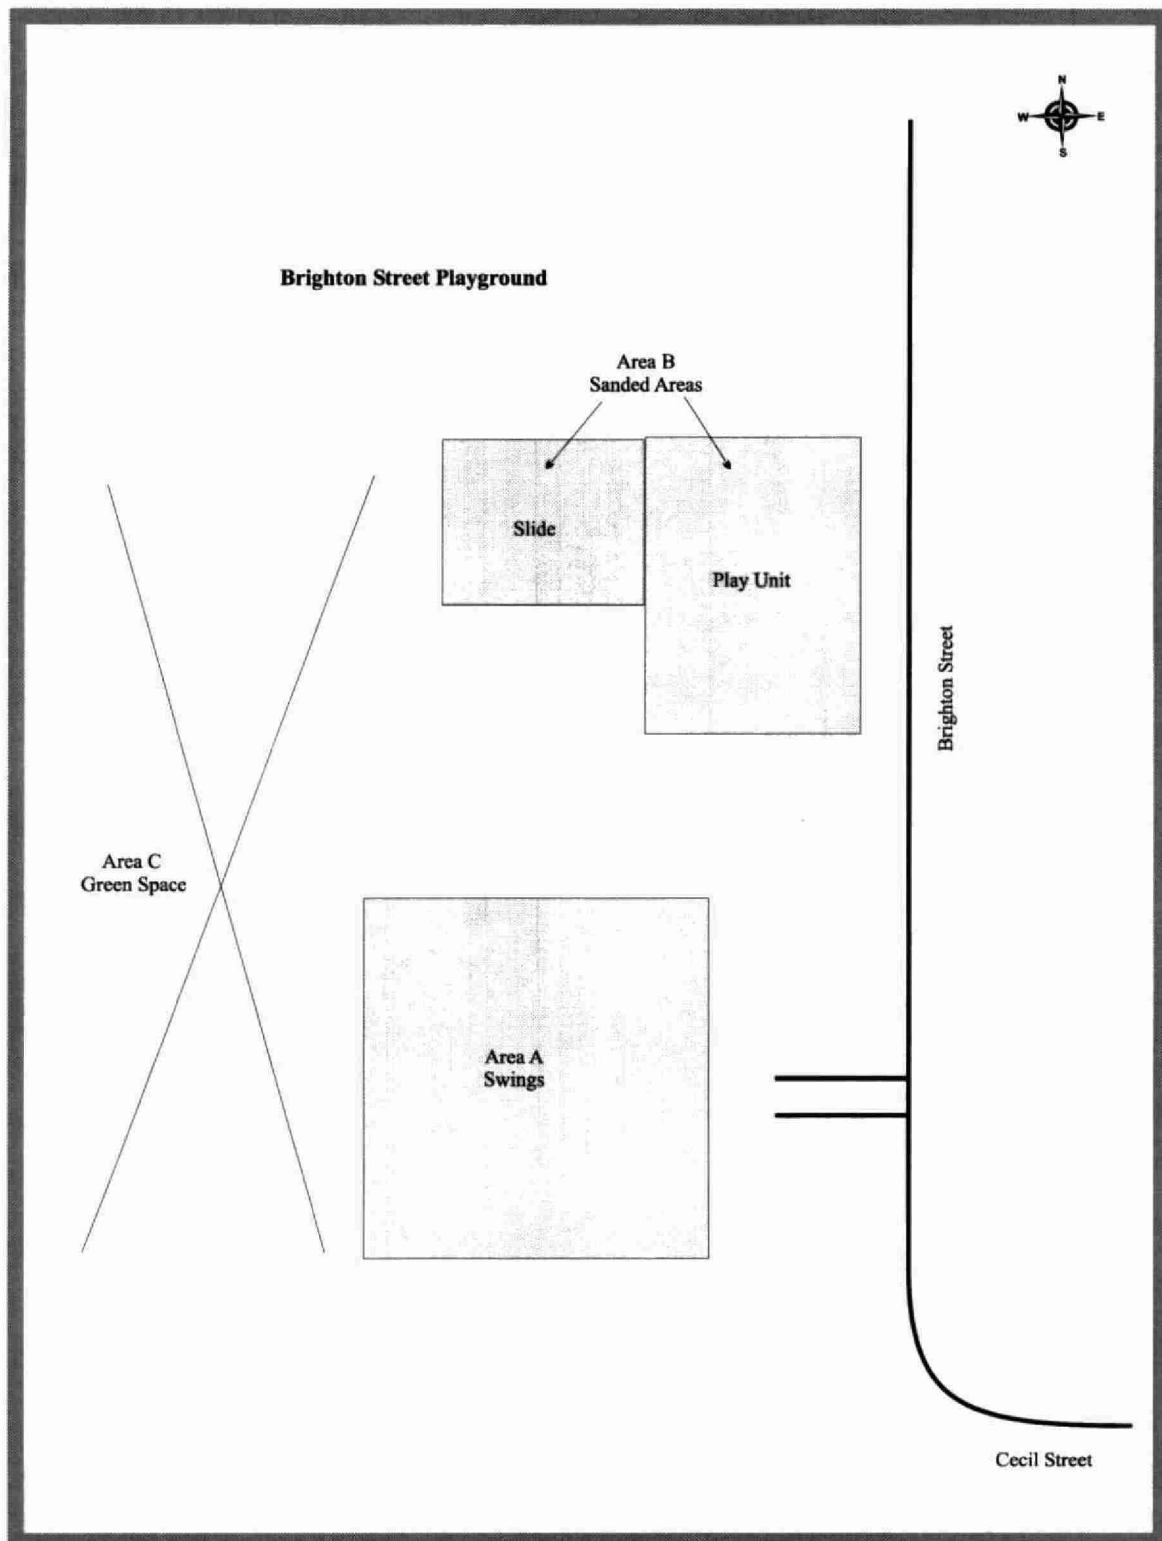 N
W E
S
Brighton Street Playground
Area B
Sanded Areas
Slide
Play Unit
Brighton Street
Area C
Green Space
Area A
Swings
Cecil Street